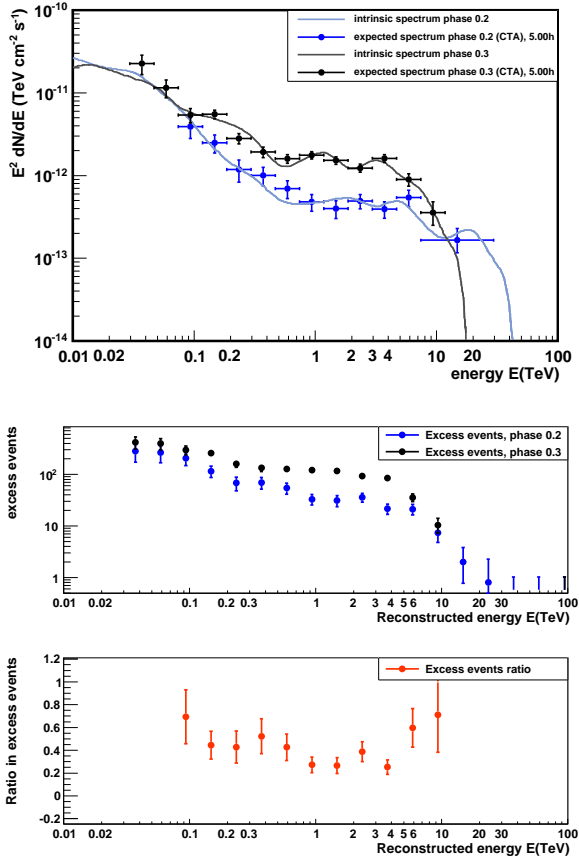 10⁻¹⁰
intrinsic spectrum phase 0.2
expected spectrum phase 0.2 (CTA), 5.00h
intrinsic spectrum phase 0.3
expected spectrum phase 0.3 (CTA), 5.00h
E² dN/dE (TeV cm⁻² s⁻¹)
10⁻¹¹
10⁻¹²
10⁻¹³
10⁻¹⁴
0.01 0.02 0.1 0.2 1 2 3 4 10 20 100
energy E(TeV)
Excess events, phase 0.2
Excess events, phase 0.3
excess events
10²
10
1
0.01 0.02 0.1 0.2 0.3 1 2 3 4 5 6 10 20 30 100
Reconstructed energy E(TeV)
Excess events ratio
Ratio in excess events
1.2
1
0.8
0.6
0.4
0.2
0
-0.2
0.01 0.02 0.1 0.2 0.3 1 2 3 4 5 6 10 20 30 100
Reconstructed energy E(TeV)